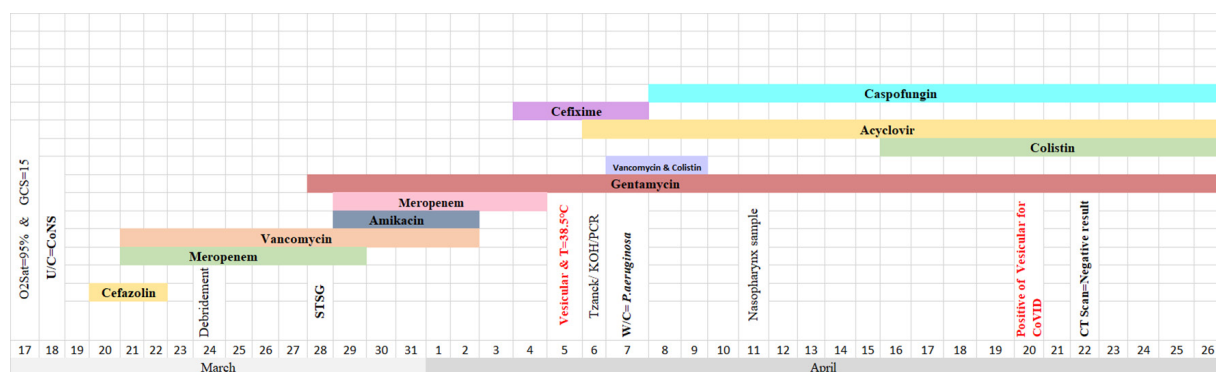 Caspofungin
Cefixime
Acyclovir
Colistin
Vancomycin & Colistin
Gentamycin
Meropenem
Amikacin
Vancomycin
Meropenem
Cefazolin
O2Sat=95% & GCS=15
U/C=CoNS
Debridement
STSG
Vesicular & T=38.5°C
Tzanck/ KOH/PCR
W/C= P.aeruginosa
Nasopharynx sample
Positive of Vesicular for
CoVID
CT Scan=Negative result
17 18 19 20 21 22 23 24 25 26 27 28 29 30 31 1 2 3 4 5 6 7 8 9 10 11 12 13 14 15 16 17 18 19 20 21 22 23 24 25 26
March April